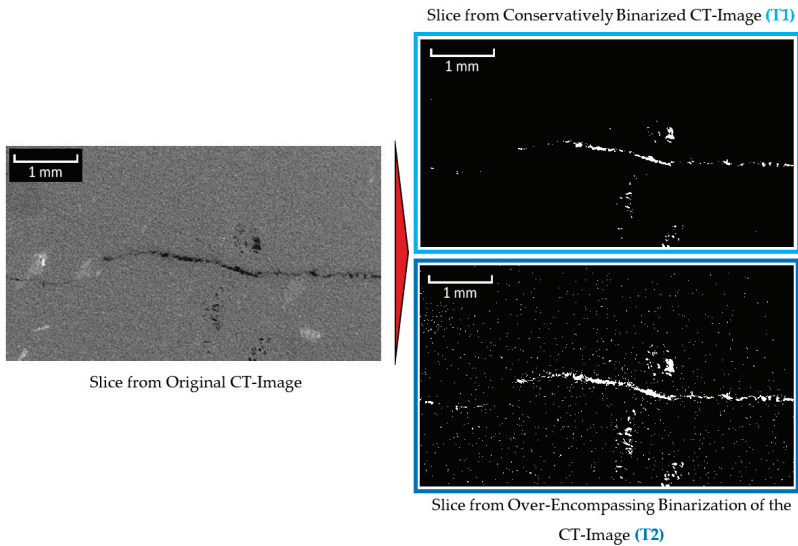 Slice from Conservatively Binarized CT-Image (T1)
1 mm
1 mm
Slice from Original CT-Image
1 mm
Slice from Over-Encompassing Binarization of the
CT-Image (T2)